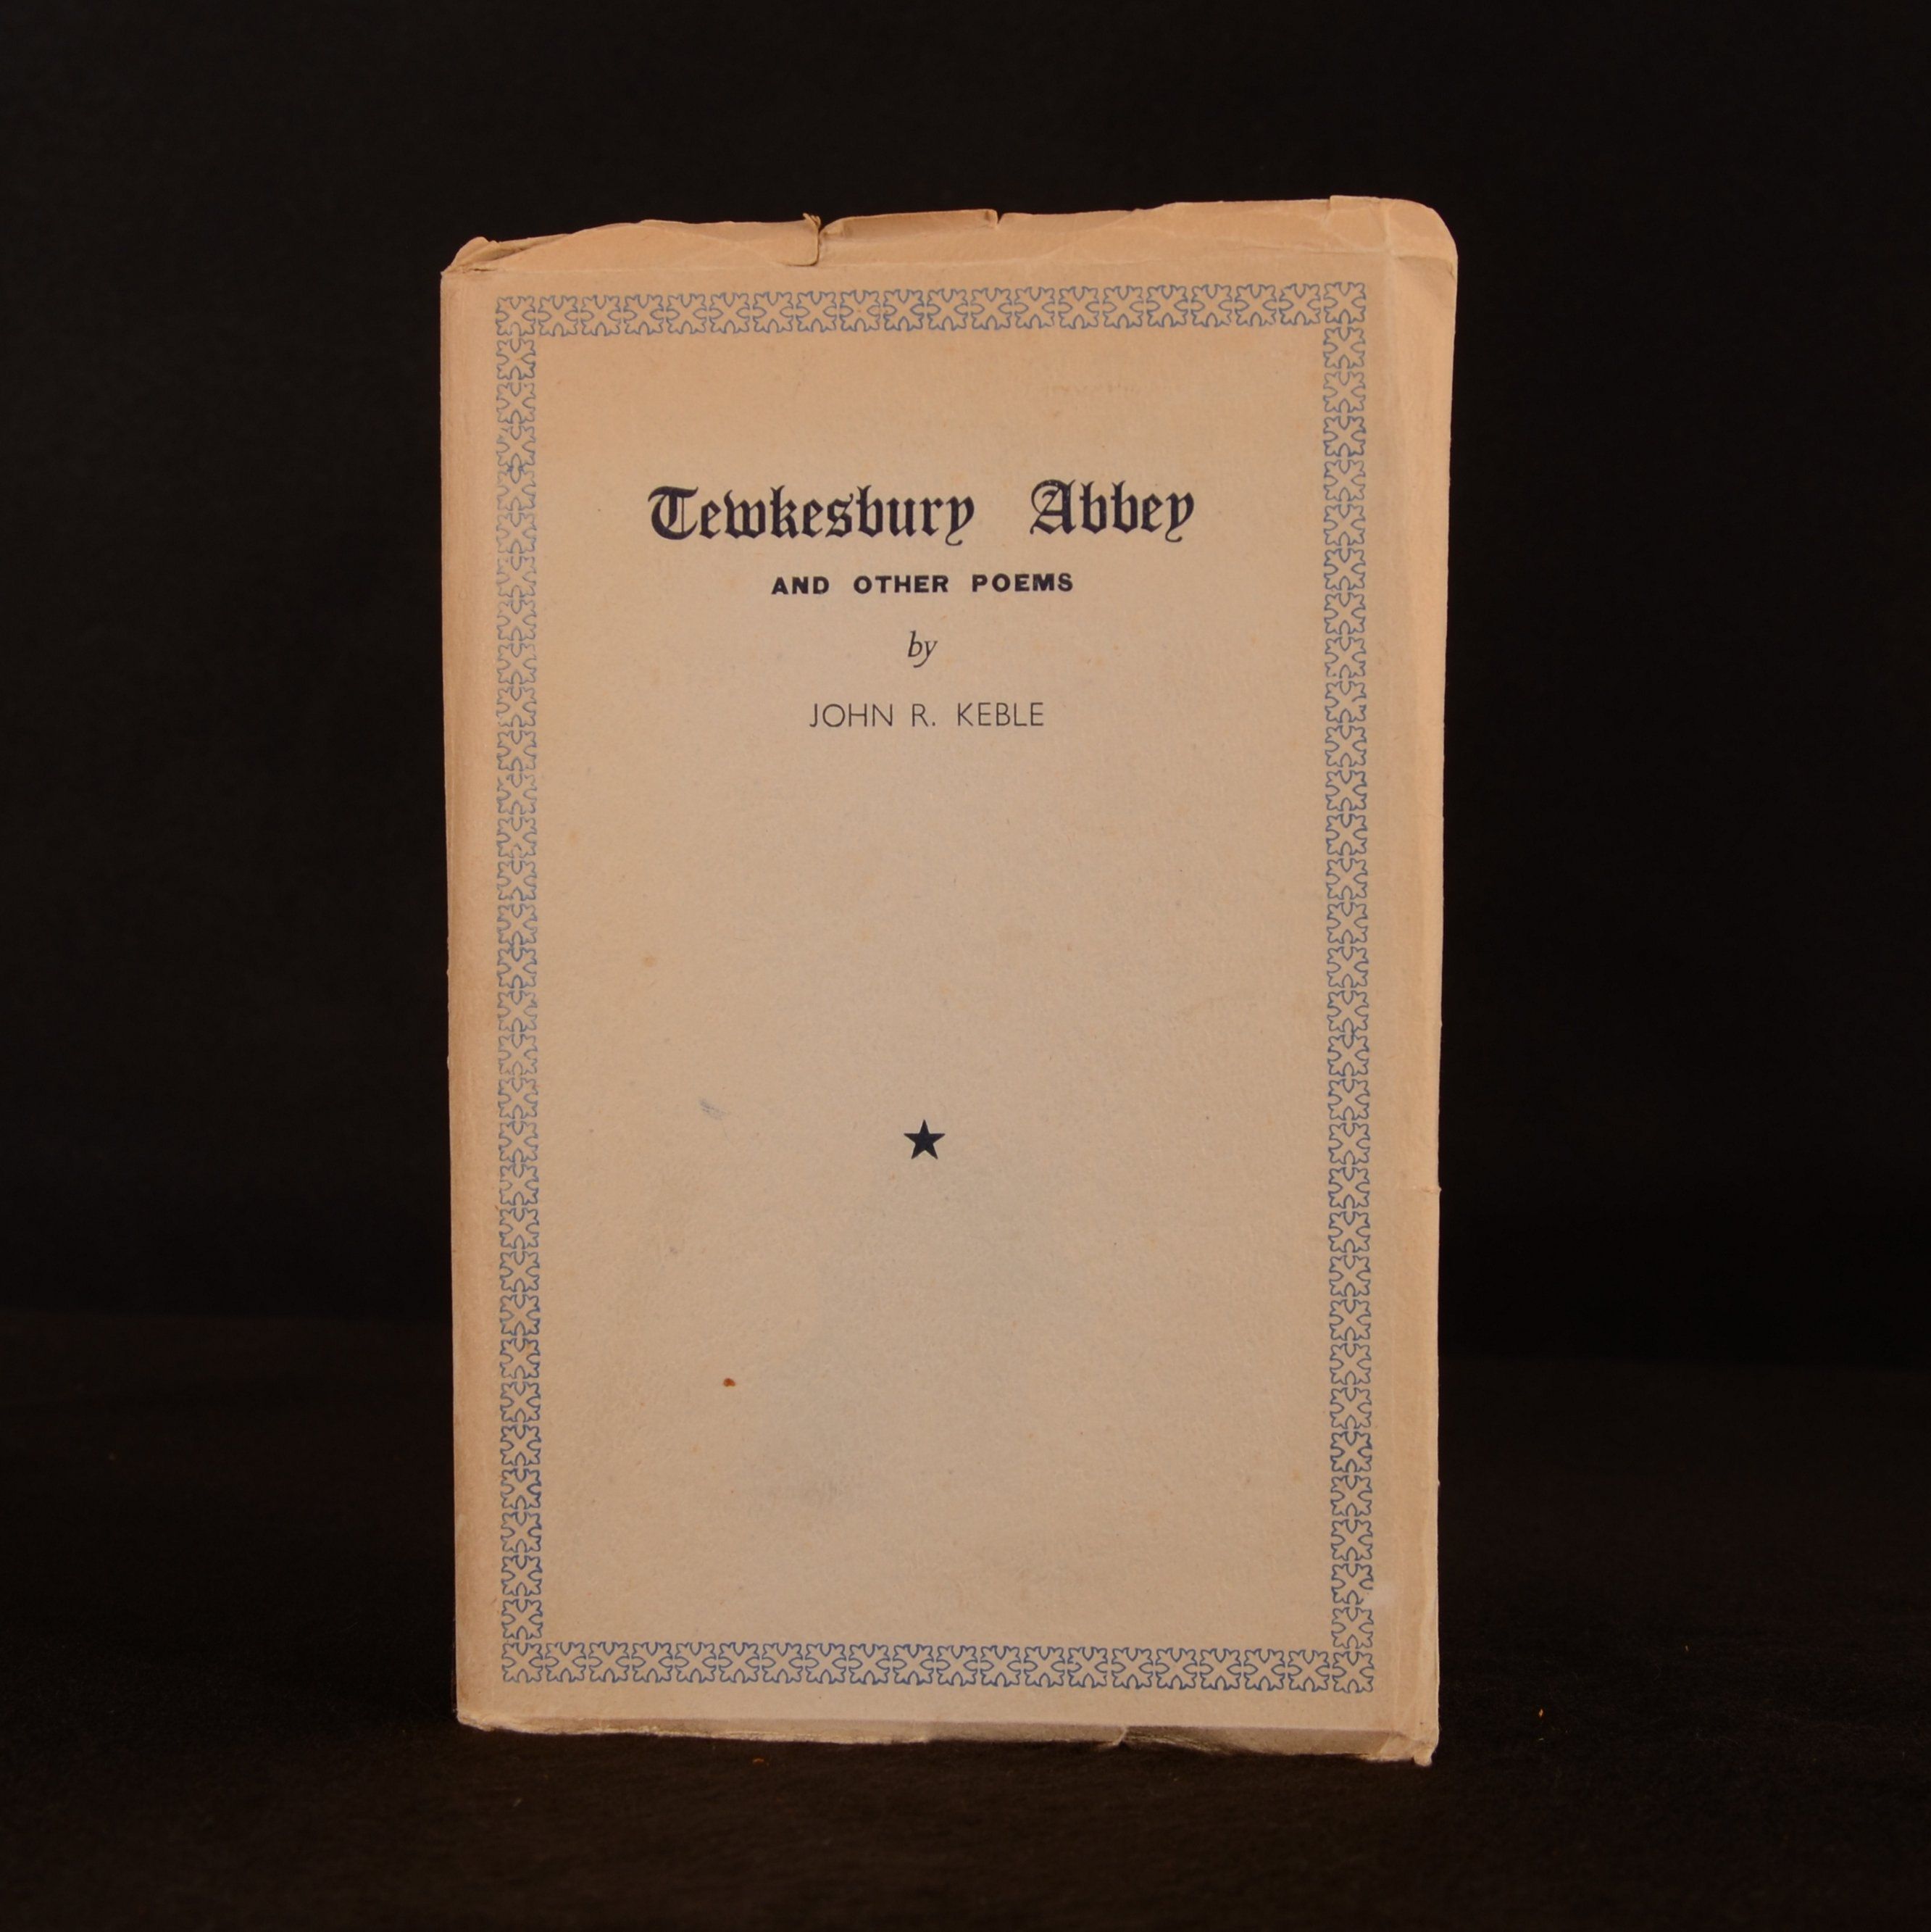 Tewkesbury Abbey
AND OTHER POEMS
by
JOHN R. KEBLE